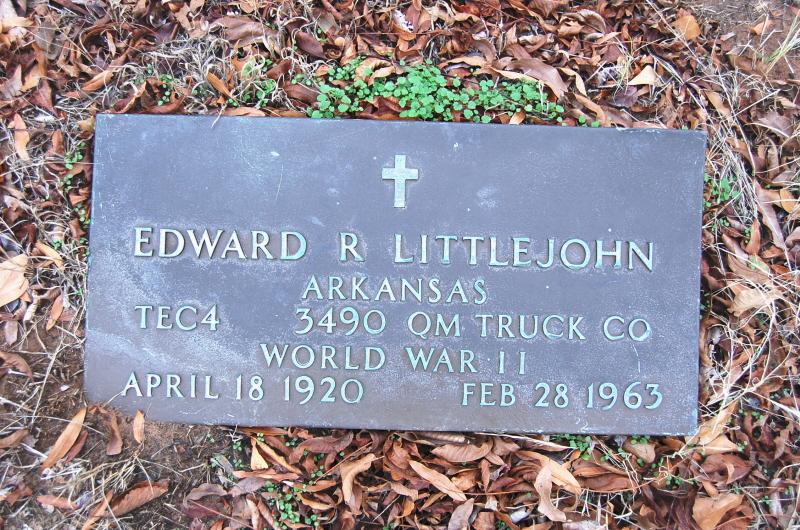 EDWARD R LITTLEJOHN
ARKANSAS
TEC4 3490 QM TRUCK CO
WORLD WAR II
APRIL 18 1920 FEB 28 1963